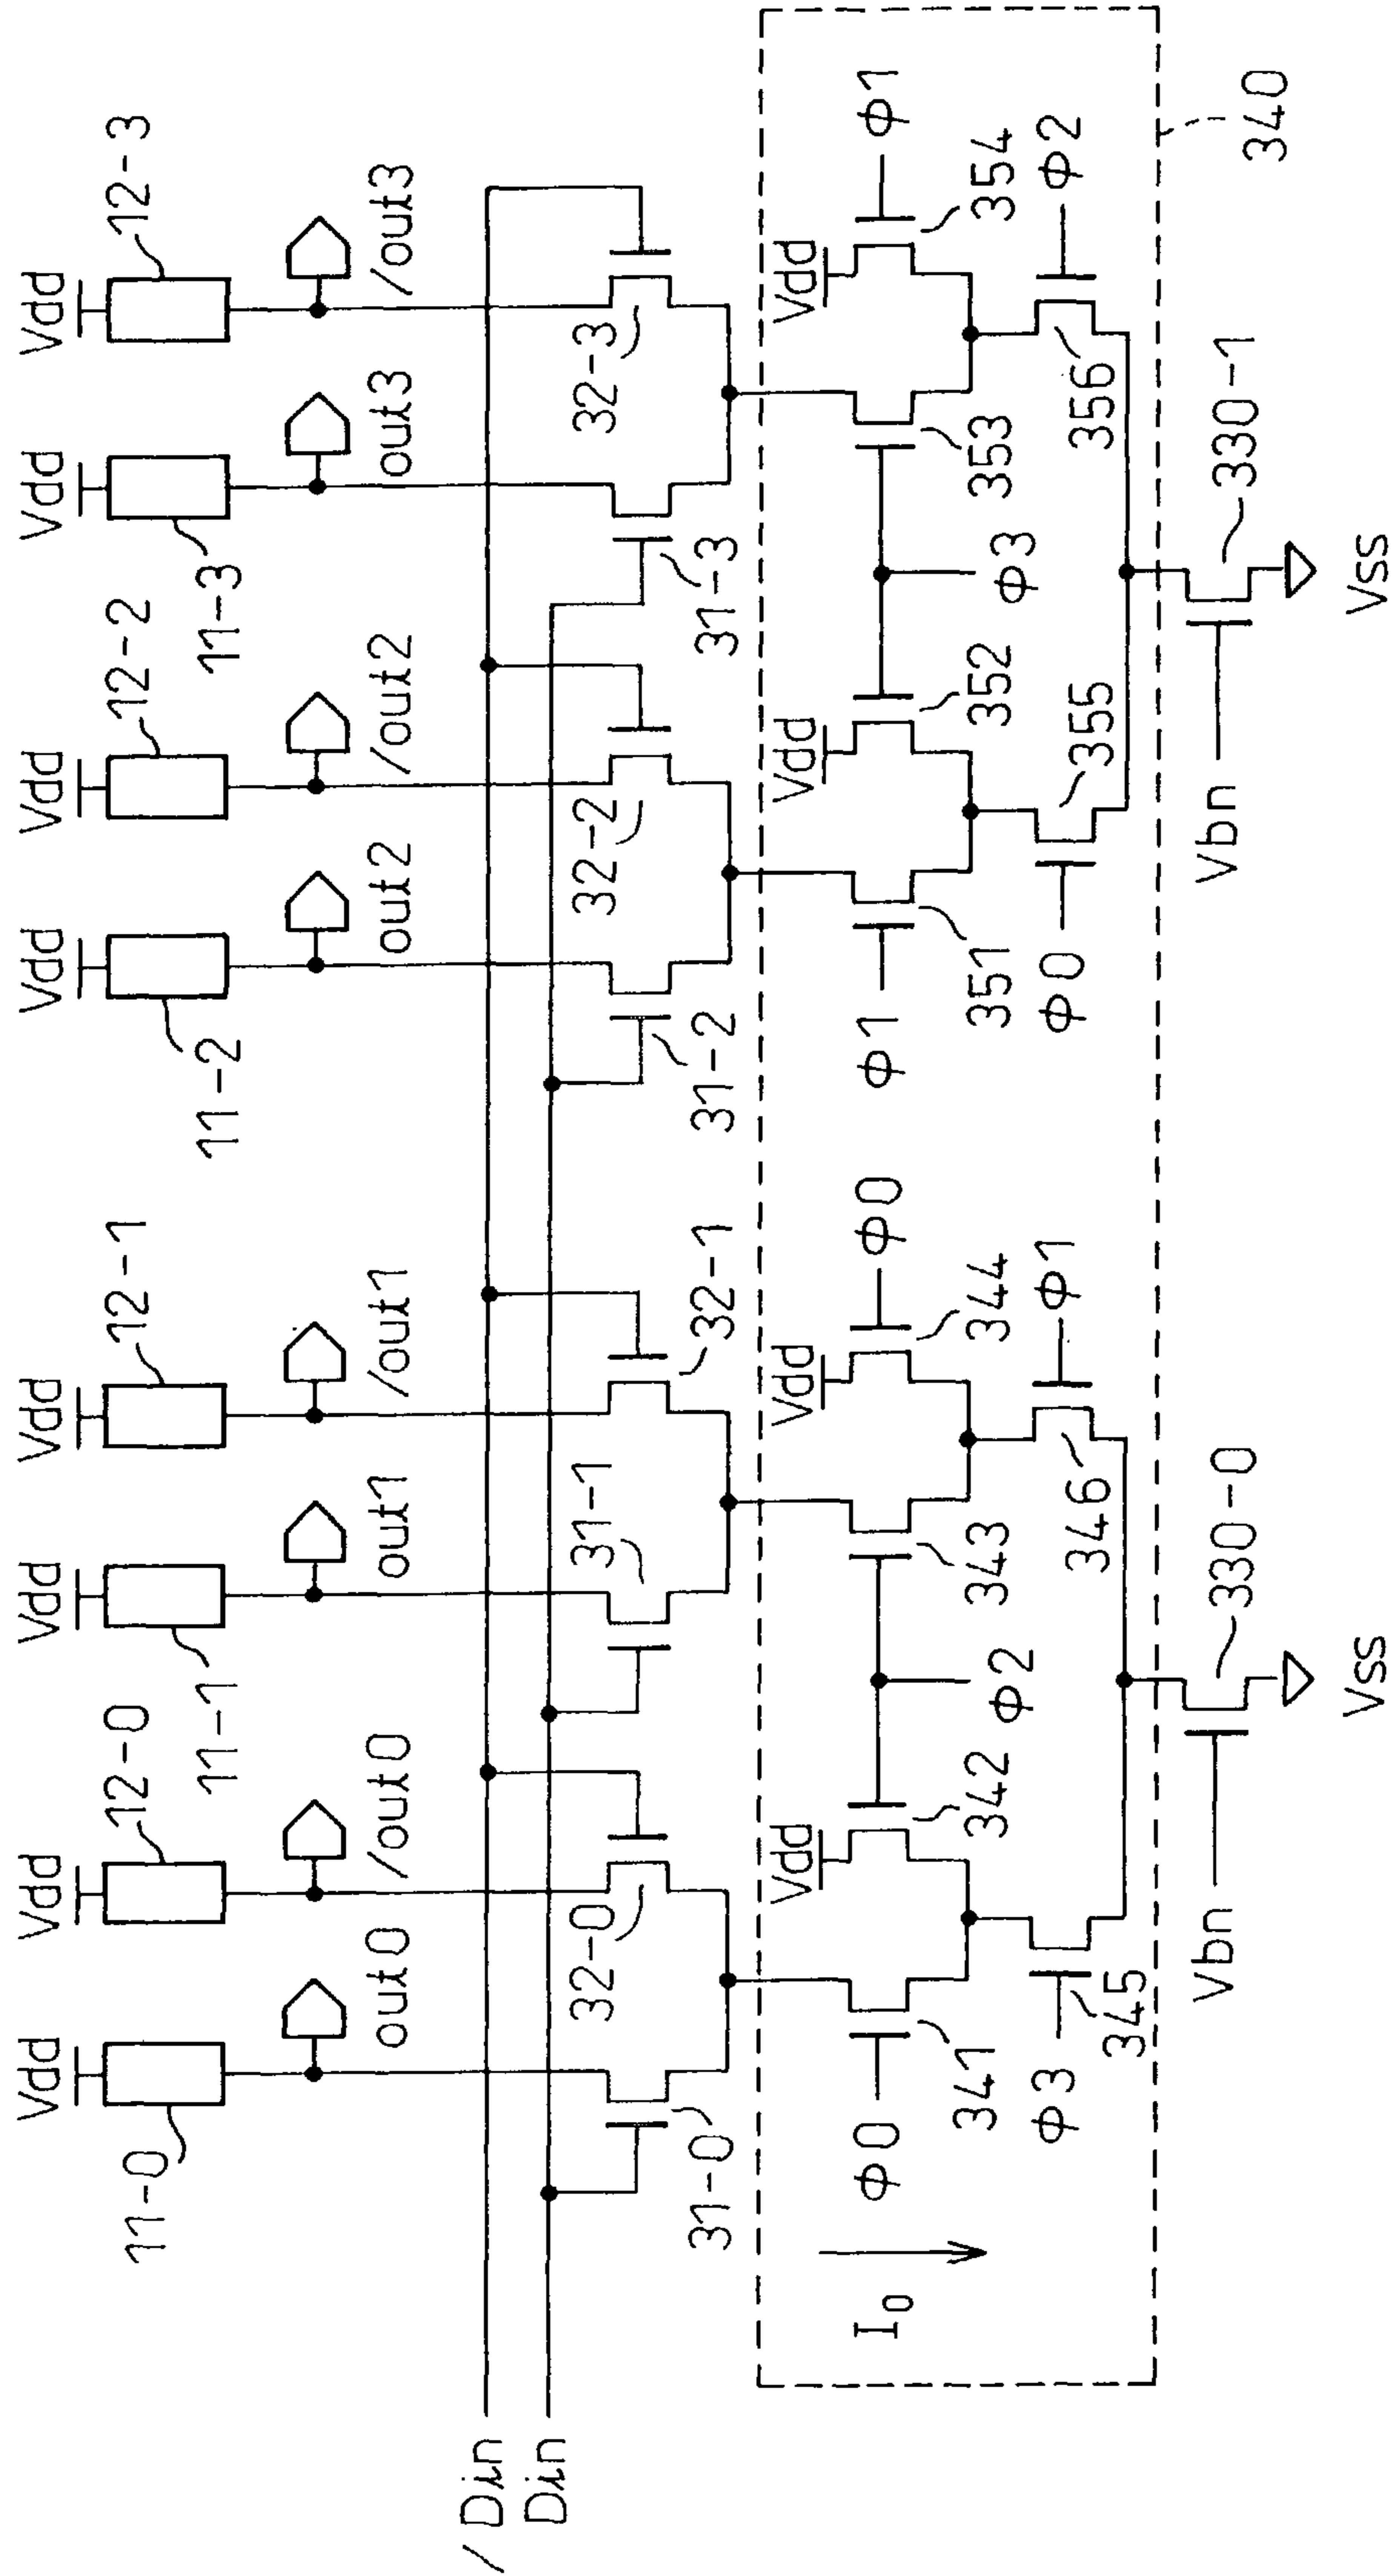 Vdd Vdd Vdd Vdd Vdd Vdd Vdd Vdd
11-0 12-0 11-1 12-1 11-2 12-2 11-3 12-3
out0 /out0 out1 /out1 out2 /out2 out3 /out3
/Din
Din
31-0 32-0 31-1 32-1 31-2 32-2 31-3 32-3
Vdd Vdd Vdd Vdd
I0 Φ0 Φ2 Φ0 Φ1 Φ3 Φ1
341 342 343 344 351 352 353 354
Φ3 345 346 Φ1 Φ0 355 356 Φ2
340
Vbn 330-0 Vbn 330-1
Vss Vss